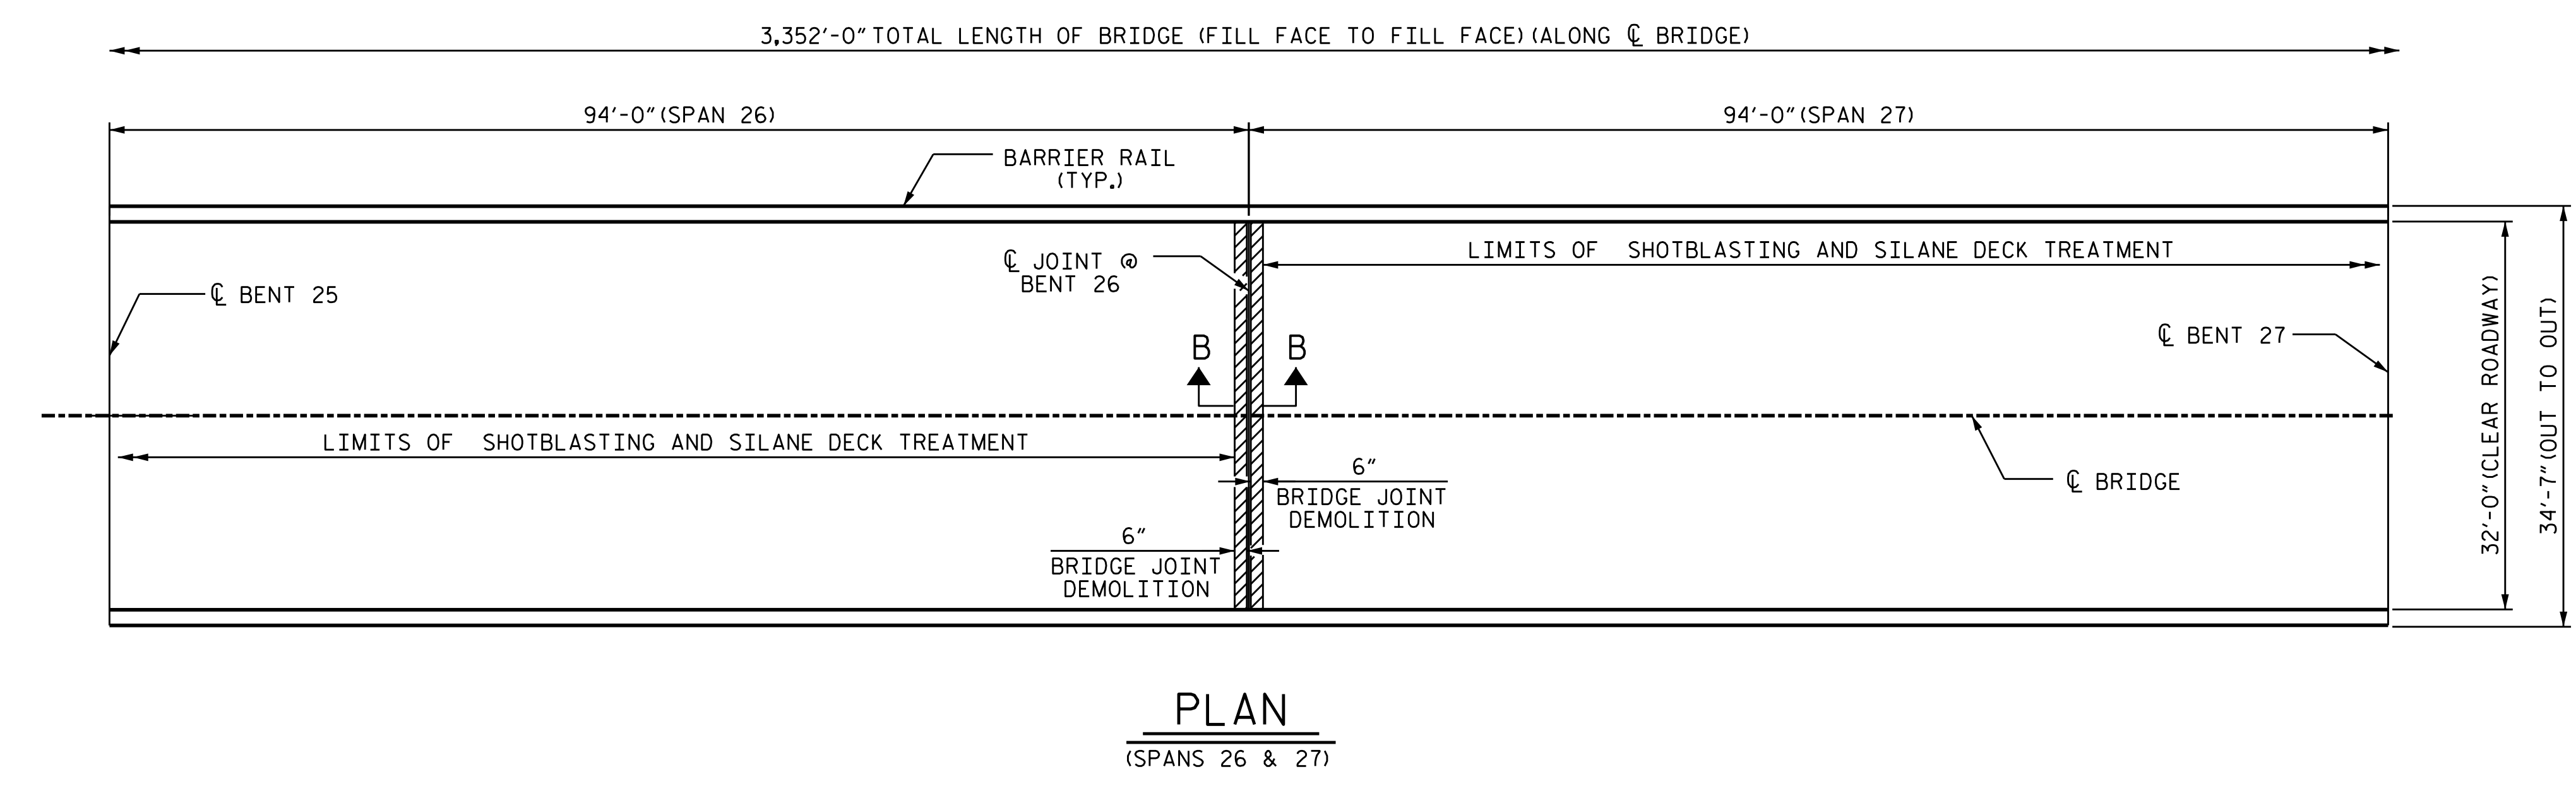 3,352'-0" TOTAL LENGTH OF BRIDGE (FILL FACE TO FILL FACE) (ALONG ℄ BRIDGE)
94'-0" (SPAN 26)
94'-0" (SPAN 27)
BARRIER RAIL
(TYP.)
℄ JOINT @
BENT 26
LIMITS OF SHOTBLASTING AND SILANE DECK TREATMENT
℄ BENT 25
℄ BENT 27
B
B
LIMITS OF SHOTBLASTING AND SILANE DECK TREATMENT
6"
BRIDGE JOINT
DEMOLITION
℄ BRIDGE
6"
BRIDGE JOINT
DEMOLITION
32'-0" (CLEAR ROADWAY)
34'-7" (OUT TO OUT)
PLAN
(SPANS 26 & 27)